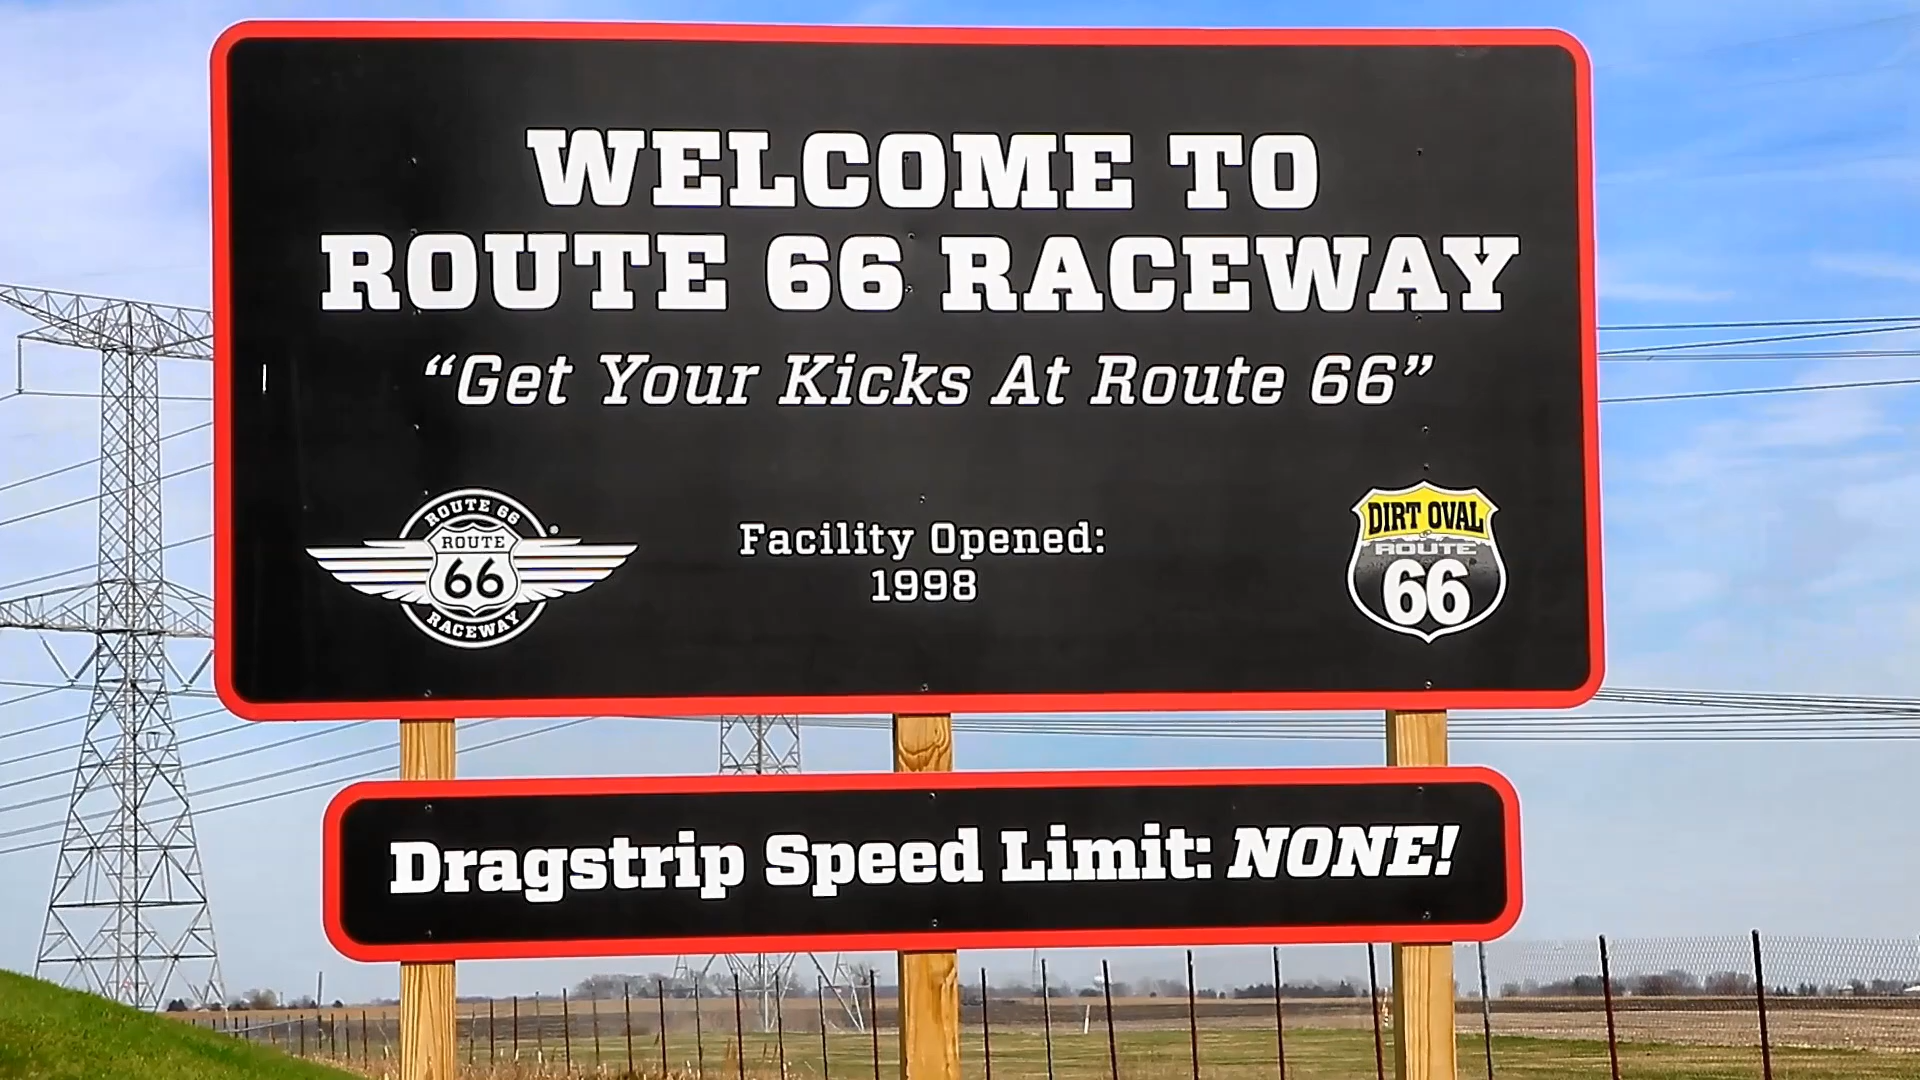 WELCOME TO
ROUTE 66 RACEWAY
“Get Your Kicks At Route 66”
ROUTE 66
ROUTE
66
RACEWAY
®
Facility Opened:
1998
DIRT OVAL
ROUTE
66
Dragstrip Speed Limit: NONE!